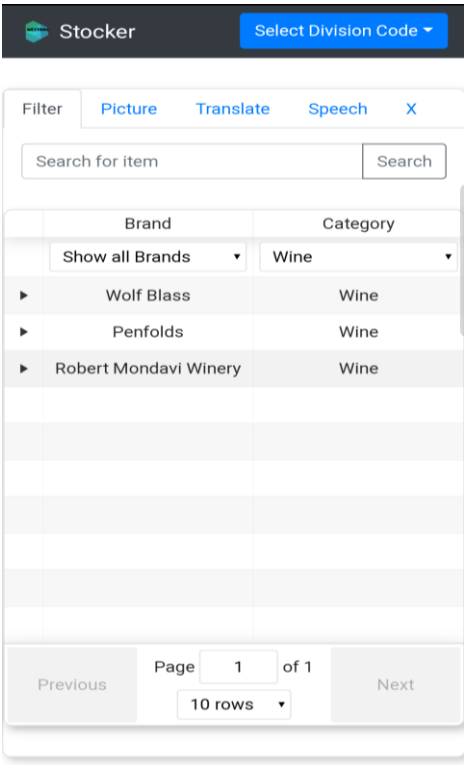 Stocker
Select Division Code
Filter Picture Translate Speech X
Search for item Search
Brand Category
Show all Brands Wine
Wolf Blass Wine
Penfolds Wine
Robert Mondavi Winery Wine
Page 1 of 1
Previous Next
10 rows